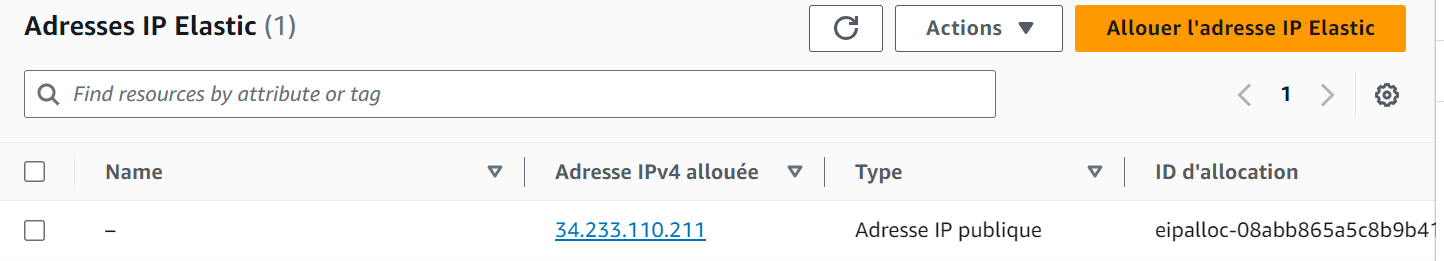 Adresses IP Elastic (1)
Actions
Allouer l'adresse IP Elastic
Find resources by attribute or tag
1
Name
Adresse IPv4 allouée
Type
ID d'allocation
–
34.233.110.211
Adresse IP publique
eipalloc-08abb865a5c8b9b41